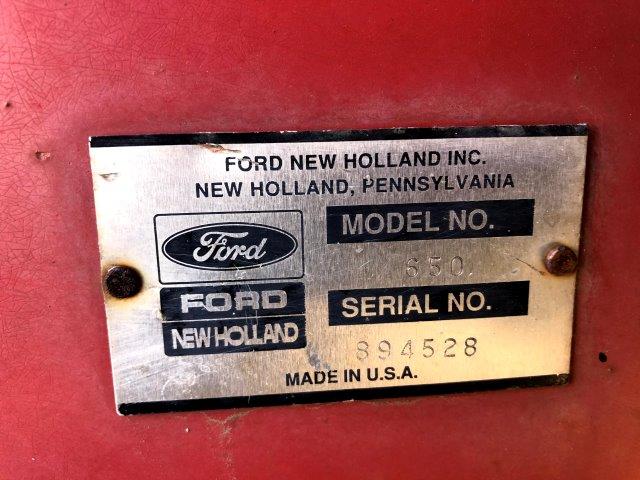 FORD NEW HOLLAND INC.
NEW HOLLAND, PENNSYLVANIA
Ford
FORD
NEW HOLLAND
MODEL NO.
650
SERIAL NO.
894528
MADE IN U.S.A.